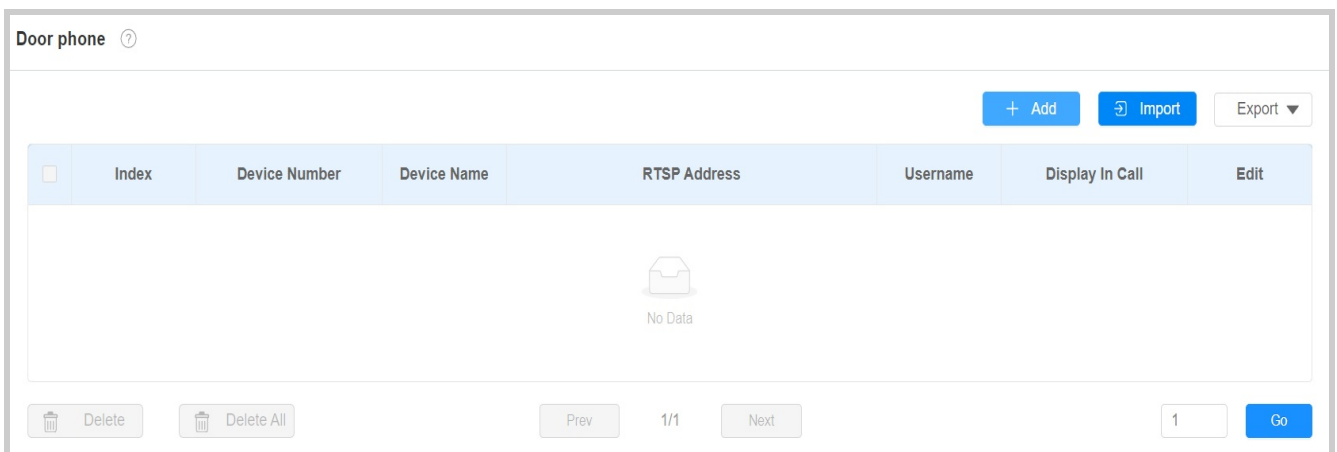 Door phone ?
+ Add Import Export
Index Device Number Device Name RTSP Address Username Display In Call Edit
No Data
Delete Delete All Prev 1/1 Next 1 Go